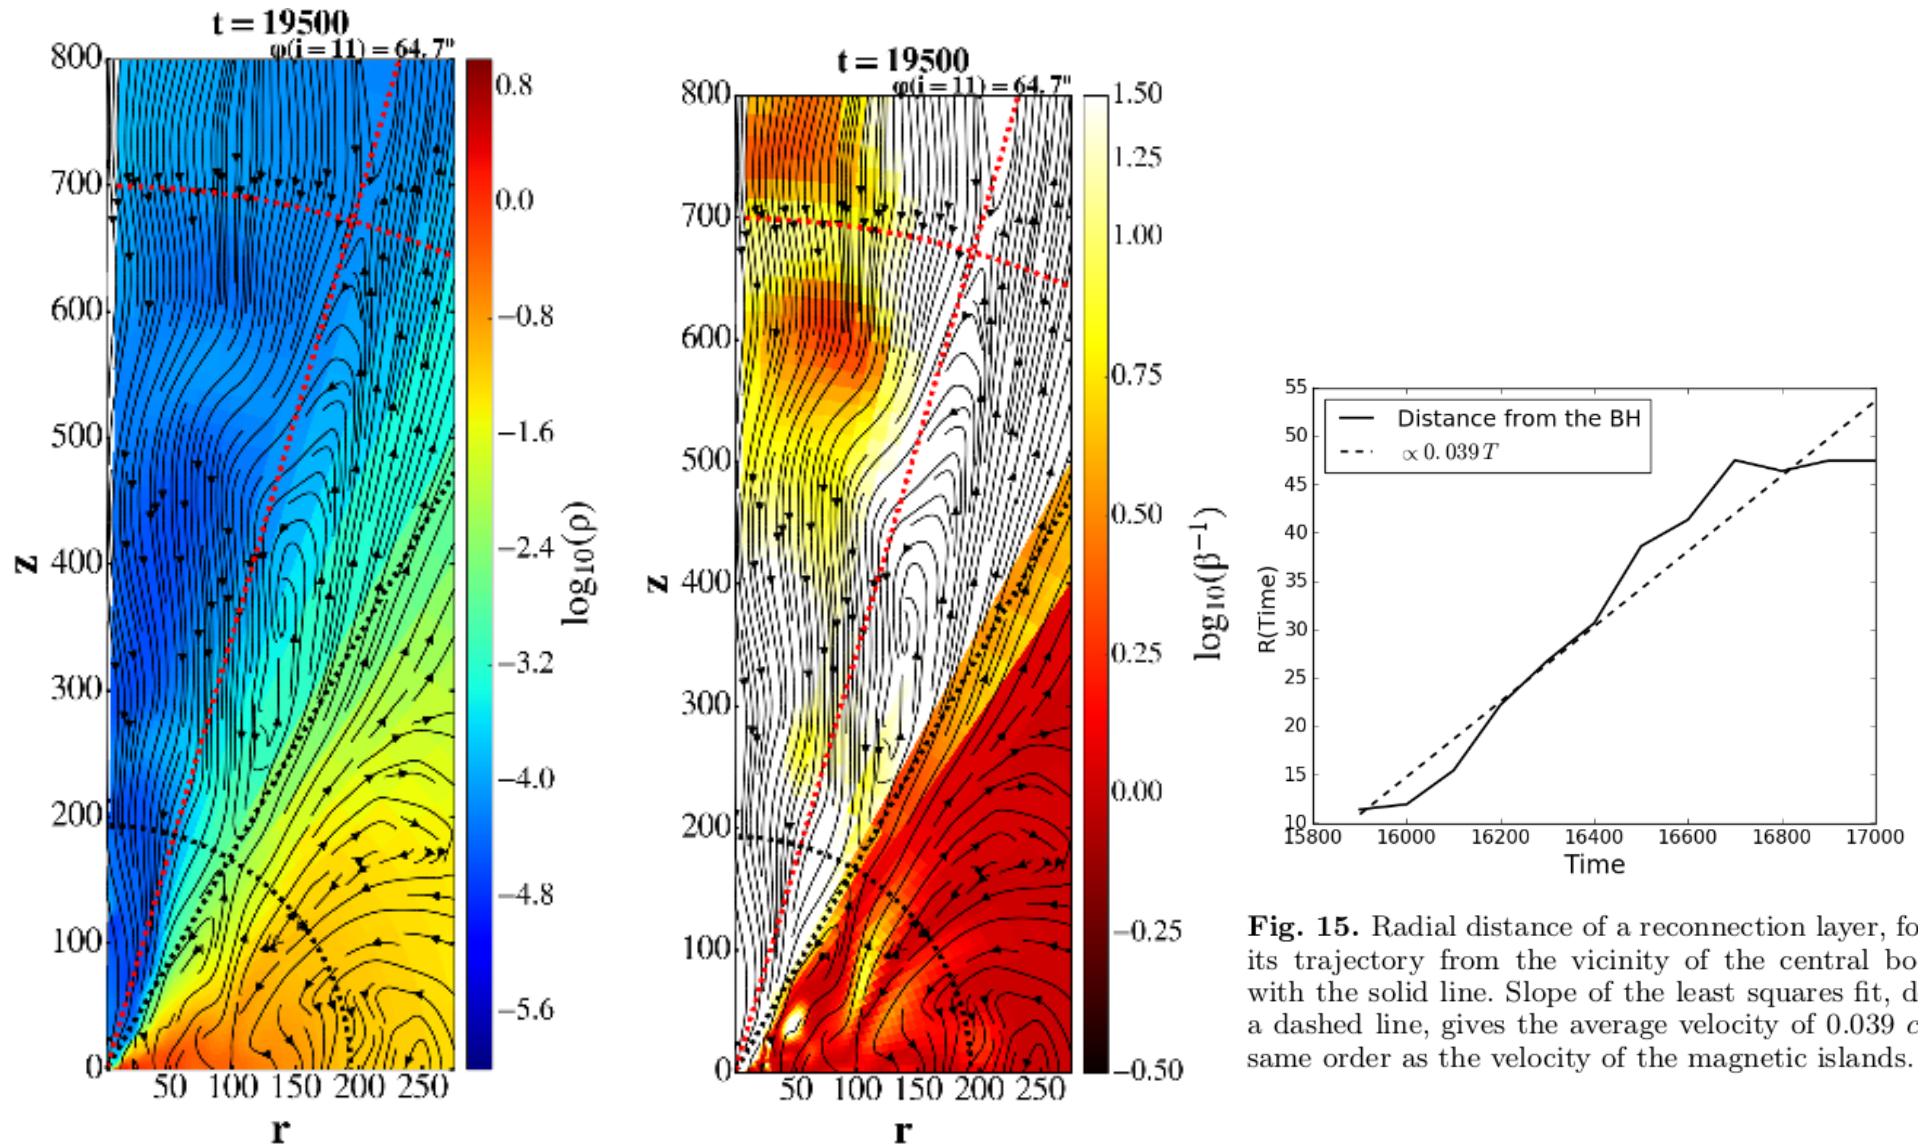 t = 19500
φ(i = 11) = 64.7"
800
700
600
500
400
300
200
100
0
z
50 100 150 200 250
r
0.8
0.0
−0.8
−1.6
−2.4
−3.2
−4.0
−4.8
−5.6
log10(ρ)
t = 19500
φ(i = 11) = 64.7"
800
700
600
500
400
300
200
100
0
z
50 100 150 200 250
r
1.50
1.25
1.00
0.75
0.50
0.25
0.00
−0.25
−0.50
log10(β−1)
55
50
45
40
35
30
25
20
15
10
R(Time)
Distance from the BH
∝0.039T
15800 16000 16200 16400 16600 16800 17000
Time
Fig. 15. Radial distance of a reconnection layer, fo
its trajectory from the vicinity of the central bo
with the solid line. Slope of the least squares fit, d
a dashed line, gives the average velocity of 0.039 c
same order as the velocity of the magnetic islands.